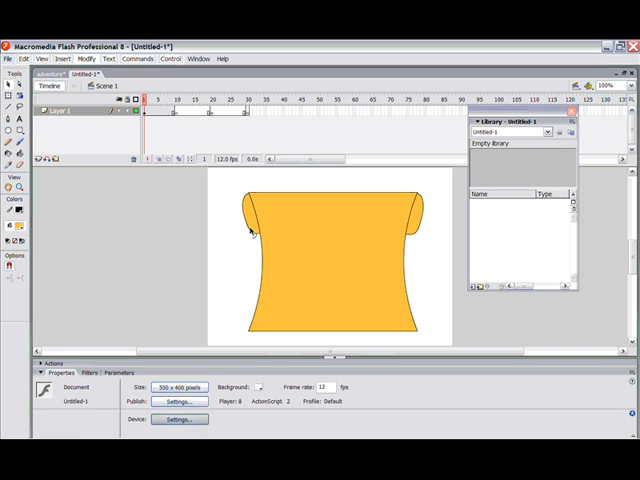 Macromedia Flash Professional 8 - [Untitled-1*]
File Edit View Insert Modify Text Commands Control Window Help
Tools
adventure* Untitled-1*
Timeline Scene 1 100%
Layer 1
1 5 10 15 20 25 30 35 40 45 50 55 60 65 70 75 80 85 90 95 100 105 110 115 120 125 130 135
1 12.0 fps 0.0s
View
Colors
Options
Library - Untitled-1
Untitled-1
Empty library
Name Type
Actions
Properties Filters Parameters
Document
Untitled-1
Size: 550 x 400 pixels Background: Frame rate: 12 fps
Publish: Settings... Player: 8 ActionScript 2 Profile: Default
Device: Settings...